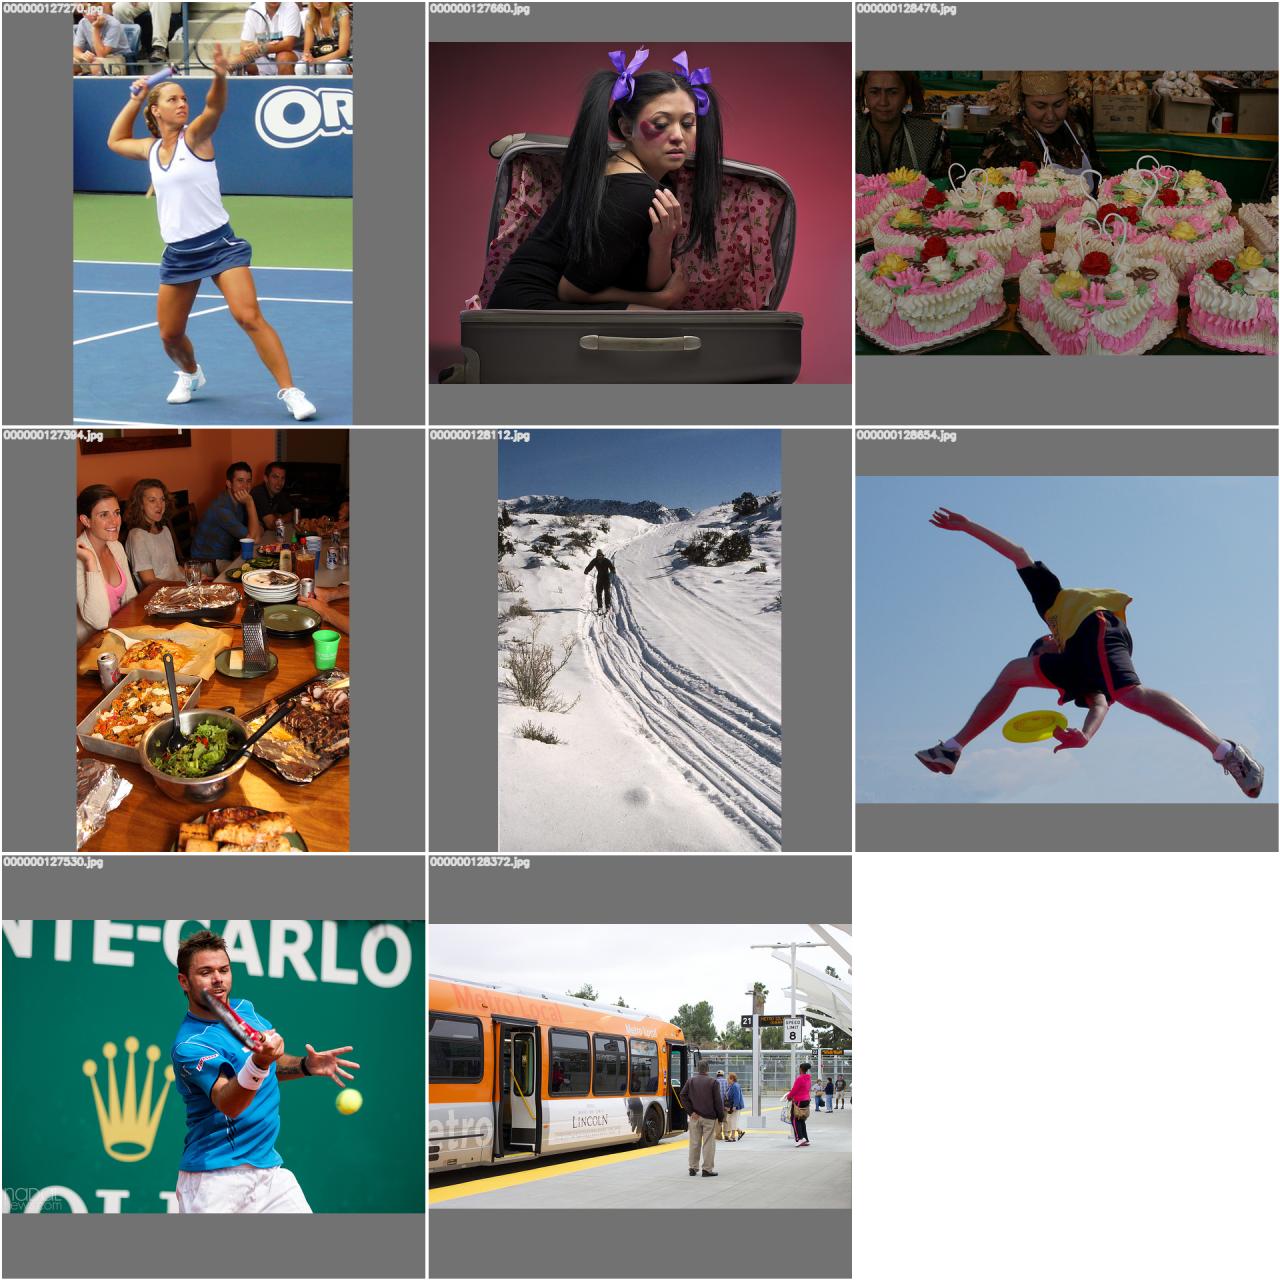 000000127270.jpg
OR
000000127660.jpg
000000128476.jpg
000000127394.jpg
000000128112.jpg
000000128654.jpg
000000127530.jpg
NTE-CARLO
000000128372.jpg
Metro Local
Metro Local
21
SPEED
LIMIT
8
LINCOLN
etro